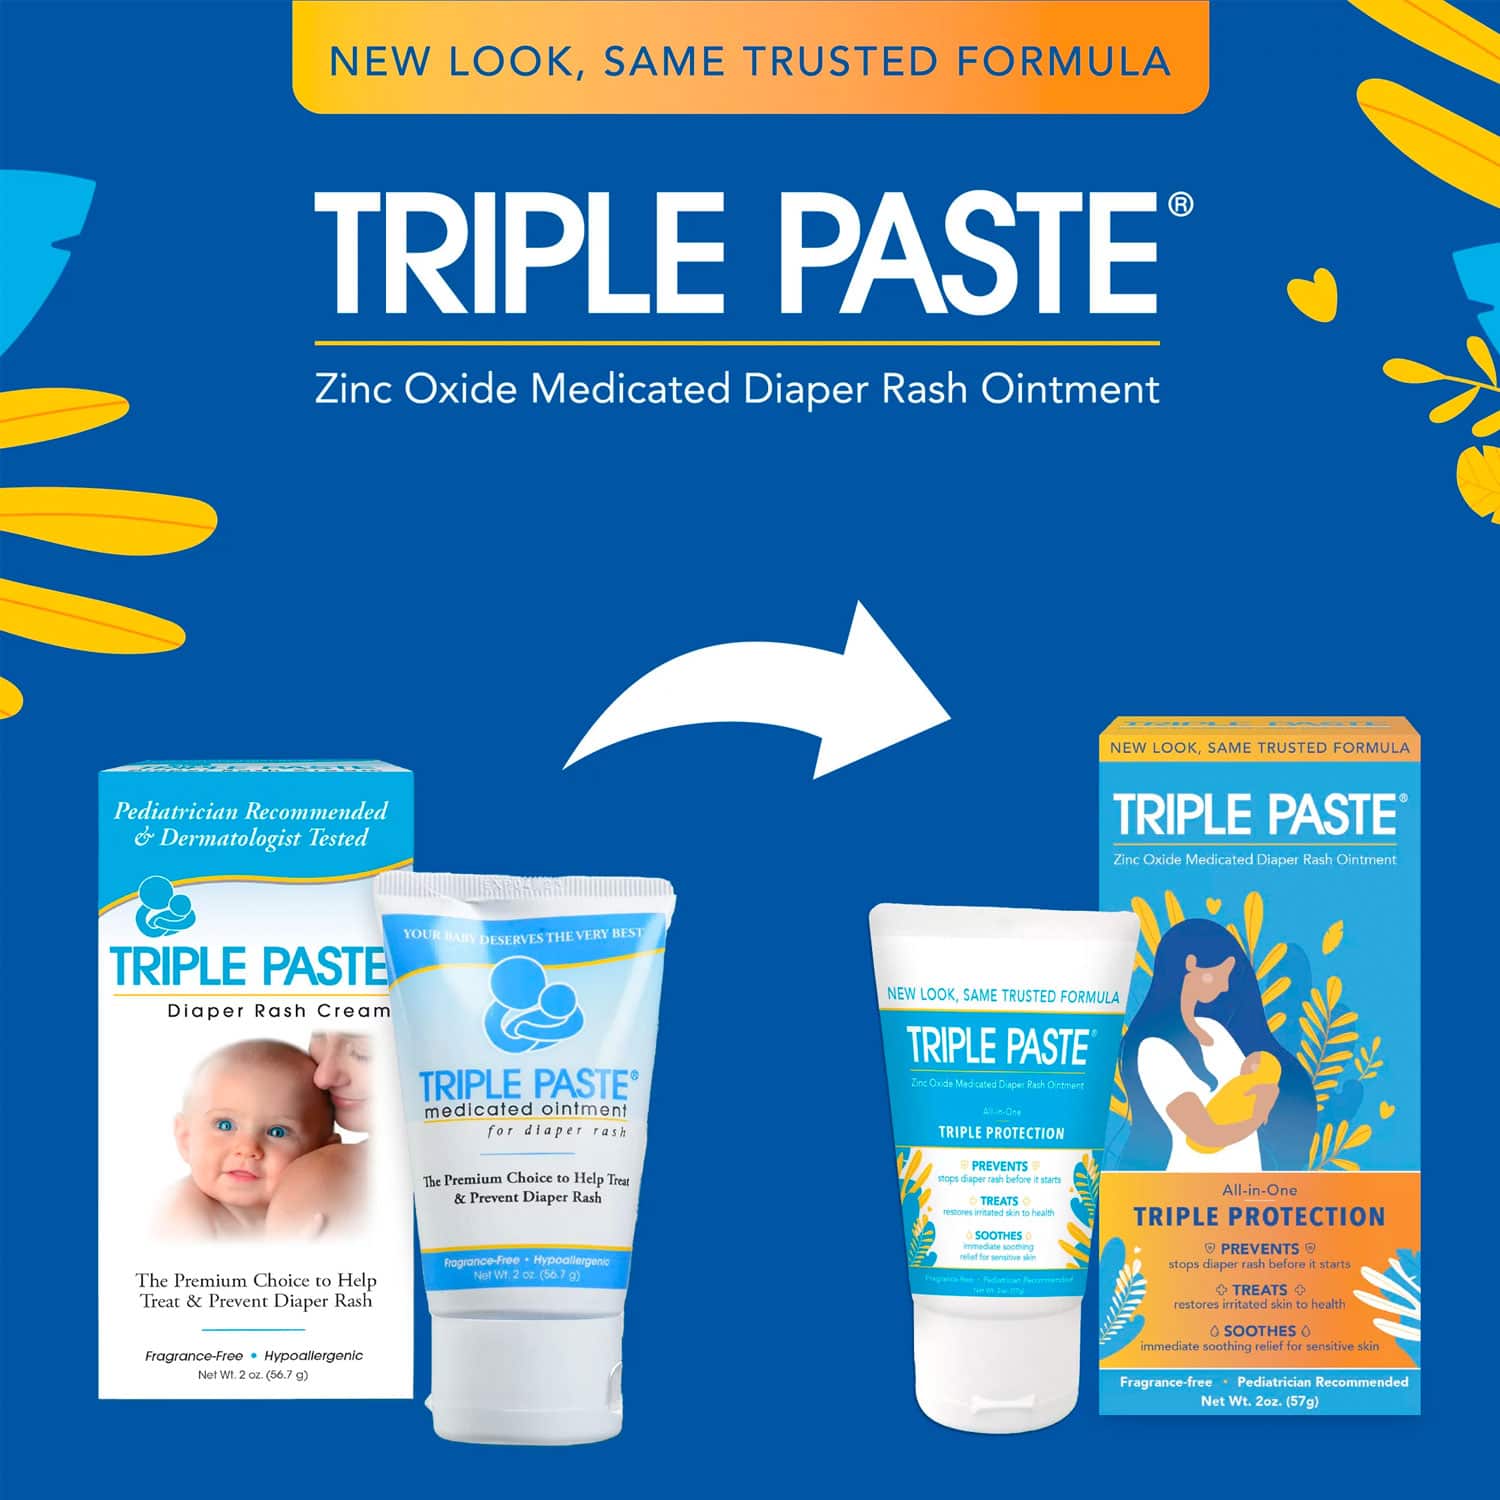 NEW LOOK, SAME TRUSTED FORMULA
TRIPLE PASTE®
Zinc Oxide Medicated Diaper Rash Ointment
Pediatrician Recommended
& Dermatologist Tested
TRIPLE PASTE
Diaper Rash Cream
The Premium Choice to Help
Treat & Prevent Diaper Rash
Fragrance-Free • Hypoallergenic
Net Wt. 2 oz. (56.7 g)
YOUR BABY DESERVES THE VERY BEST
TRIPLE PASTE®
medicated ointment
for diaper rash
The Premium Choice to Help Treat
& Prevent Diaper Rash
Fragrance-Free • Hypoallergenic
Net Wt. 2 oz. (56.7 g)
NEW LOOK, SAME TRUSTED FORMULA
TRIPLE PASTE®
Zinc Oxide Medicated Diaper Rash Ointment
All-in-One
TRIPLE PROTECTION
PREVENTS
stops diaper rash before it starts
TREATS
restores irritated skin to health
SOOTHES
immediate soothing
relief for sensitive skin
Fragrance-free • Pediatrician Recommended
Net Wt. 2oz. (57g)
TRIPLE PASTE
NEW LOOK, SAME TRUSTED FORMULA
TRIPLE PASTE®
Zinc Oxide Medicated Diaper Rash Ointment
All-in-One
TRIPLE PROTECTION
PREVENTS
stops diaper rash before it starts
TREATS
restores irritated skin to health
SOOTHES
immediate soothing relief for sensitive skin
Fragrance-free • Pediatrician Recommended
Net Wt. 2oz. (57g)